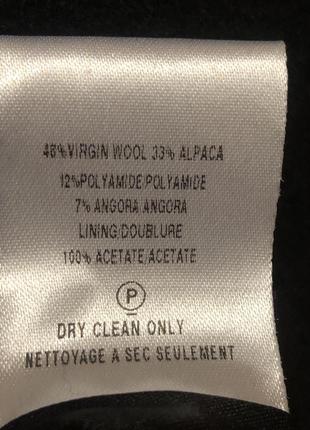 48%VIRGIN WOOL 33% ALPACA
12%POLYAMIDE/POLYAMIDE
7% ANGORA/ANGORA
LINING/DOUBLURE
100% ACETATE/ACETATE
P
DRY CLEAN ONLY
NETTOYAGE A SEC SEULEMENT